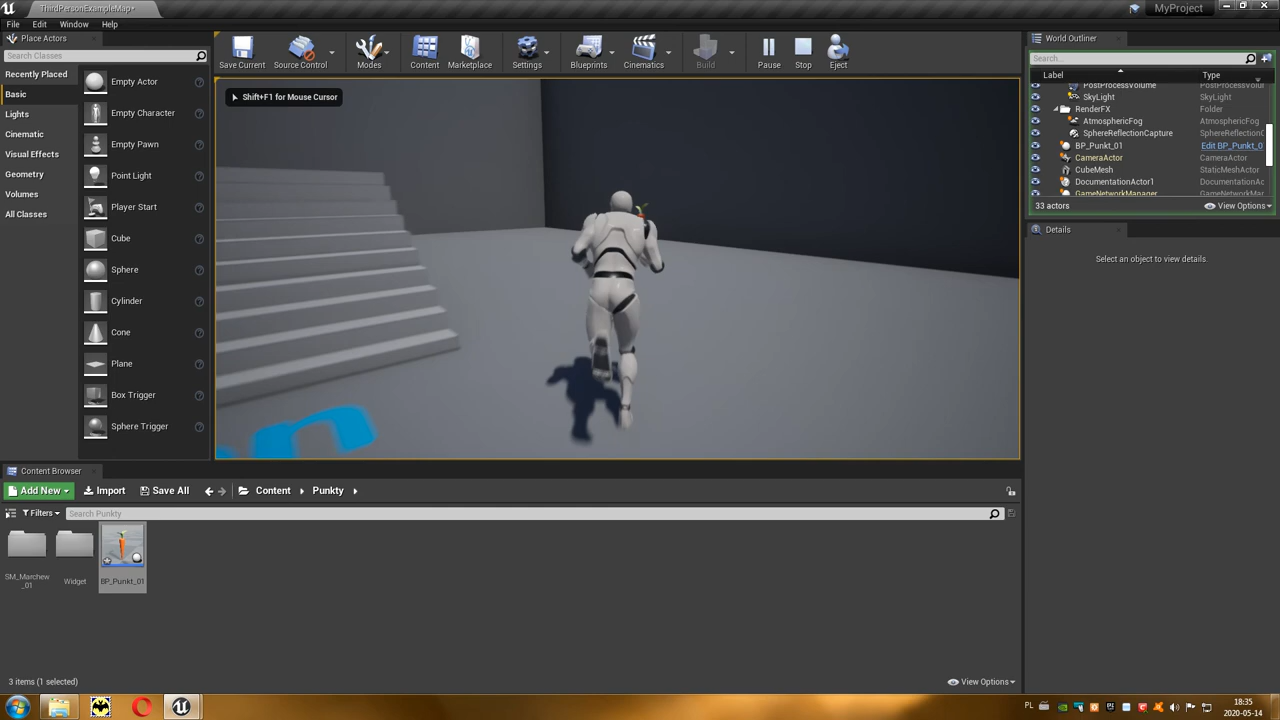 ThirdPersonExampleMap*
MyProject
File Edit Window Help
Place Actors
Search Classes
Recently Placed
Basic
Lights
Cinematic
Visual Effects
Geometry
Volumes
All Classes
Empty Actor
Empty Character
Empty Pawn
Point Light
Player Start
Cube
Sphere
Cylinder
Cone
Plane
Box Trigger
Sphere Trigger
Save Current
Source Control
Modes
Content
Marketplace
Settings
Blueprints
Cinematics
Build
Pause
Stop
Eject
Shift+F1 for Mouse Cursor
World Outliner
Search...
Label Type
PostProcessVolume PostProcessVolu
SkyLight SkyLight
RenderFX Folder
AtmosphericFog AtmosphericFog
SphereReflectionCapture SphereReflectionC
BP_Punkt_01 Edit BP_Punkt_0
CameraActor CameraActor
CubeMesh StaticMeshActor
DocumentationActor1 DocumentationAc
GameNetworkManager GameNetworkMar
33 actors View Options
Details
Select an object to view details.
Content Browser
Add New Import Save All Content Punkty
Filters Search Punkty
SM_Marchew
_01
Widget
BP_Punkt_01
3 items (1 selected) View Options
PL
18:35
2020-05-14